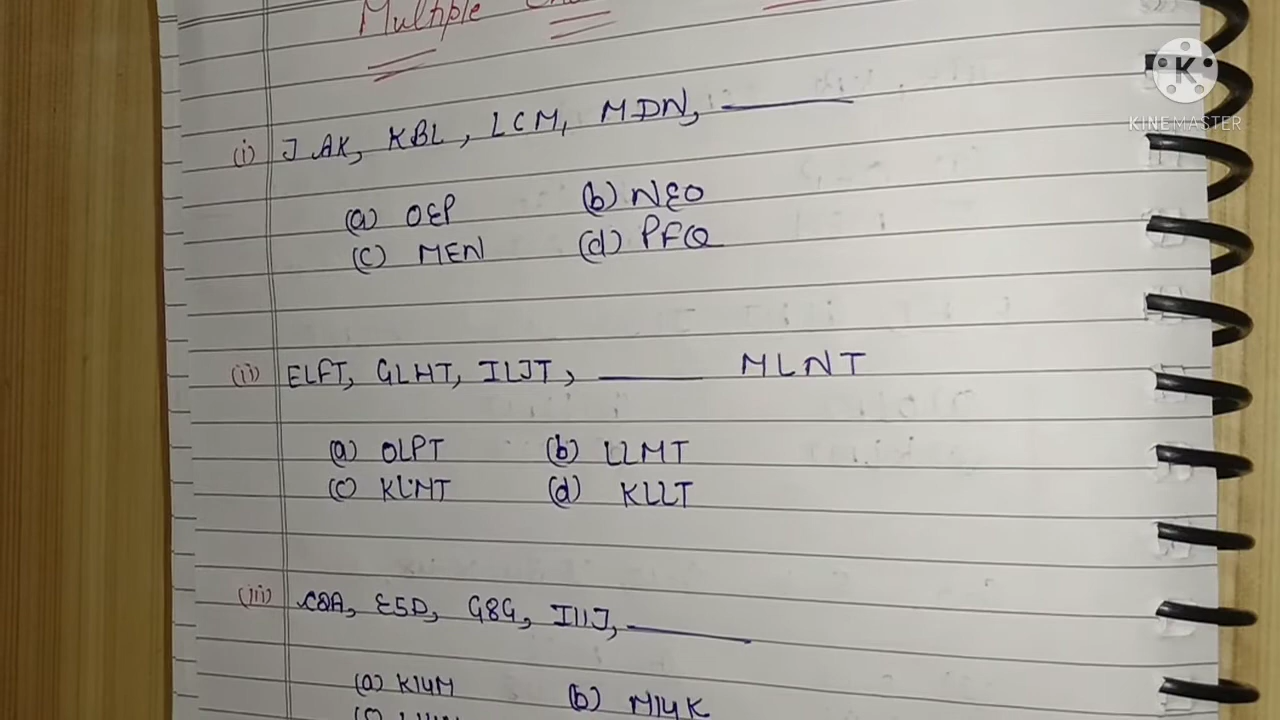 Multiple
(i) JAK, KBL, LCM, MDN, ______
(a) OEP (b) NEO
(c) MEN (d) PFQ
(ii) ELFT, GLHT, ILJT, ______ MLNT
(a) OLPT (b) LLMT
(c) KLMT (d) KLLT
(iii) C2A, E5D, G8G, I11J, ______
(a) K14M (b) M14K
KINEMASTER